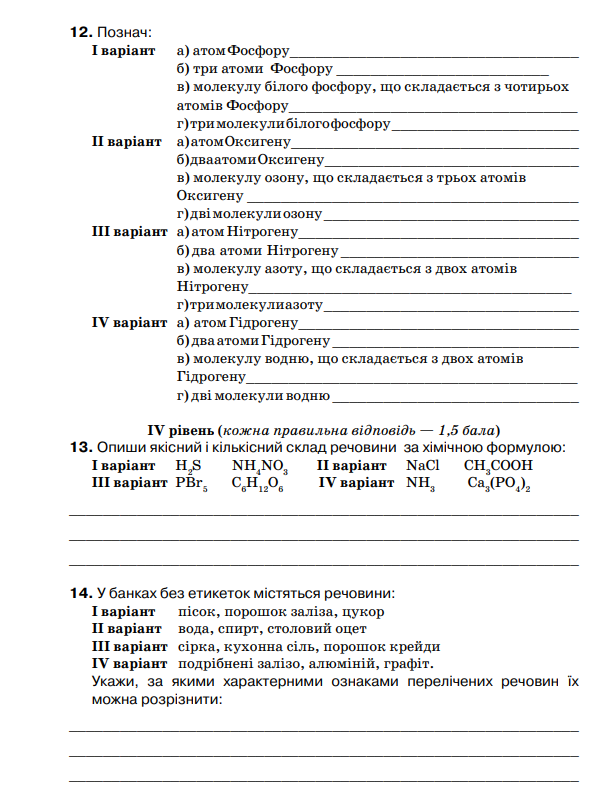 12. Познач:
I варіант а) атом Фосфору
б) три атоми Фосфору
в) молекулу білого фосфору, що складається з чотирьох
атомів Фосфору
г) три молекули білого фосфору
II варіант а) атом Оксигену
б) два атоми Оксигену
в) молекулу озону, що складається з трьох атомів
Оксигену
г) дві молекули озону
III варіант а) атом Нітрогену
б) два атоми Нітрогену
в) молекулу азоту, що складається з двох атомів
Нітрогену
г) три молекули азоту
IV варіант а) атом Гідрогену
б) два атоми Гідрогену
в) молекулу водню, що складається з двох атомів
Гідрогену
г) дві молекули водню
IV рівень (кожна правильна відповідь — 1,5 бала)
13. Опиши якісний і кількісний склад речовини за хімічною формулою:
I варіант H₂S NH₄NO₃ II варіант NaCl CH₃COOH
III варіант PBr₅ C₆H₁₂O₆ IV варіант NH₃ Ca₃(PO₄)₂
14. У банках без етикеток містяться речовини:
I варіант пісок, порошок заліза, цукор
II варіант вода, спирт, столовий оцет
III варіант сірка, кухонна сіль, порошок крейди
IV варіант подрібнені залізо, алюміній, графіт.
Укажи, за якими характерними ознаками перелічених речовин їх
можна розрізнити: